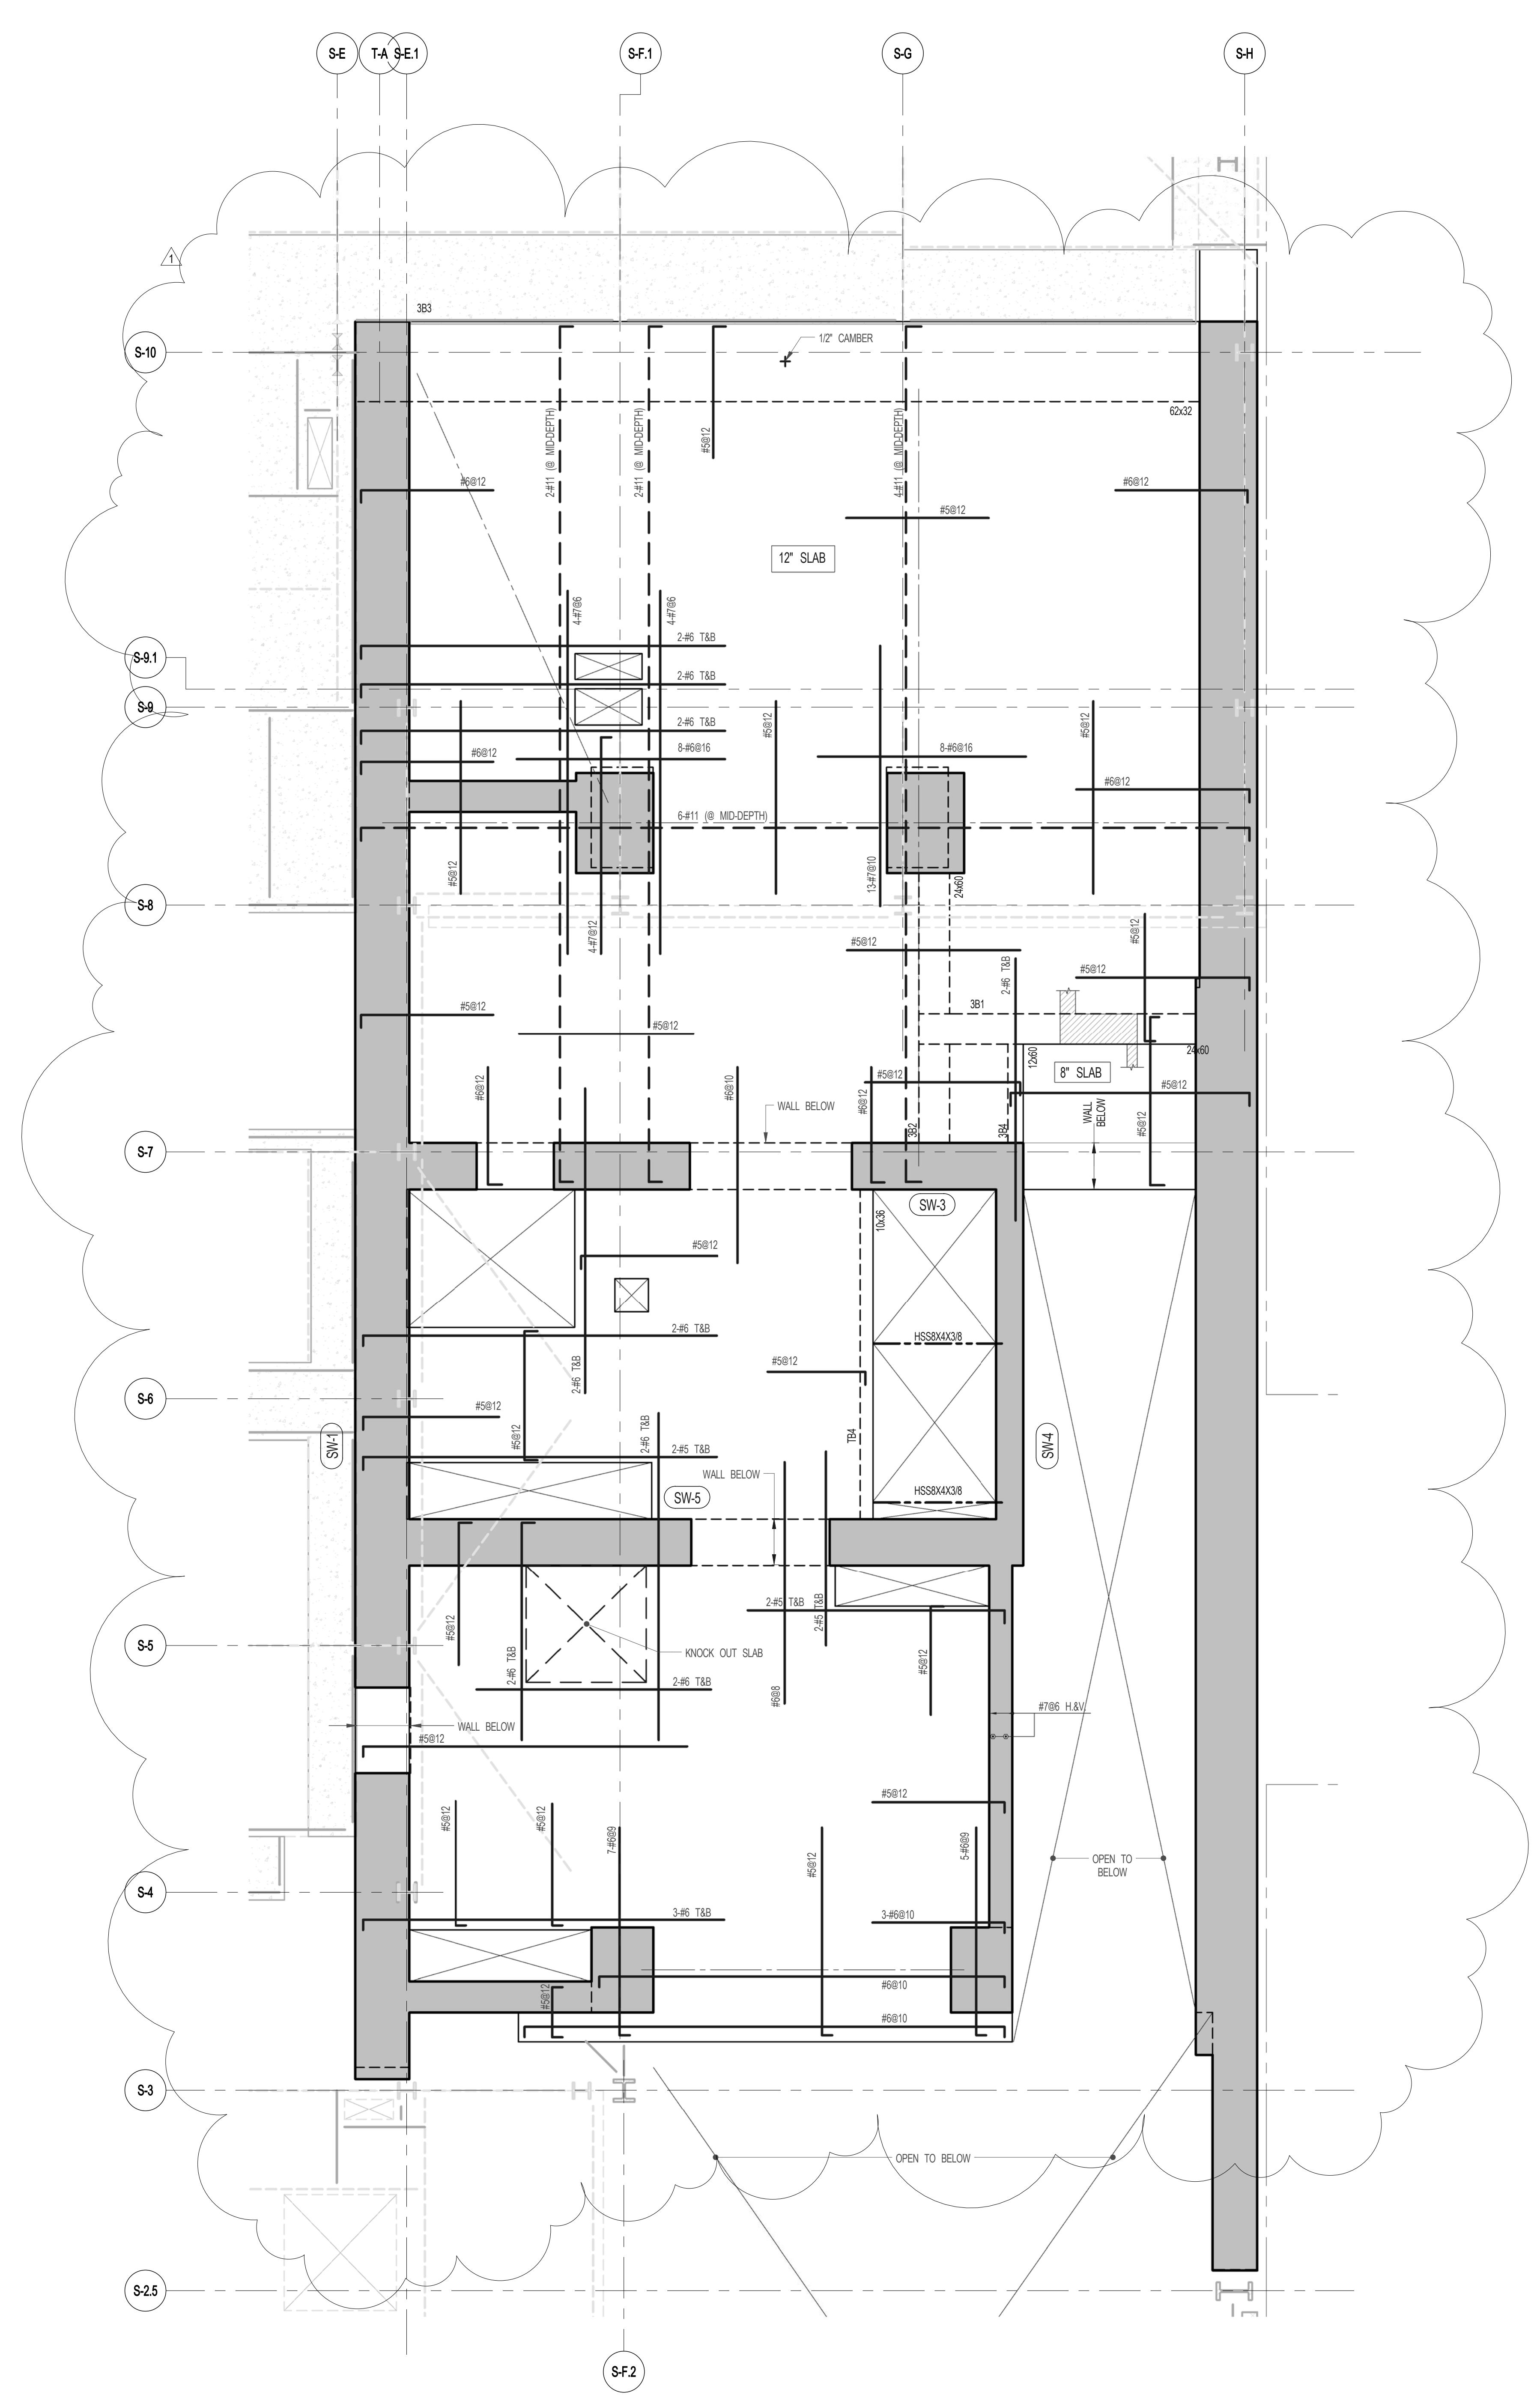 S-E
T-A
S-E.1
S-F.1
S-G
S-H
1
3B3
S-10
1/2" CAMBER
62x32
2-#11 (@ MID-DEPTH)
2-#11 (@ MID-DEPTH)
#5@12
4-#11 (@ MID-DEPTH)
#6@12
#6@12
#5@12
12" SLAB
4-#7@6
4-#7@6
2-#6 T&B
S-9.1
2-#6 T&B
S-9
2-#6 T&B
#5@12
#5@12
#6@12
8-#6@16
8-#6@16
#6@12
6-#11 (@ MID-DEPTH)
#5@12
13-#7@10
24x60
S-8
4-#7@12
#5@12
#5@12
2-#6 T&B
#5@12
#5@12
3B1
#5@12
24x60
12x60
8" SLAB
#5@12
#5@12
#6@12
#6@10
#6@12
WALL BELOW
WALL
BELOW
#5@12
3B2
3B4
S-7
SW-3
10x36
#5@12
2-#6 T&B
HSS8X4X3/8
2-#6 T&B
#5@12
S-6
#5@12
#5@12
2-#6 T&B
TB4
SW-1
SW-4
2-#5 T&B
WALL BELOW
HSS8X4X3/8
SW-5
#5@12
2-#5 T&B
2-#5 T&B
S-5
2-#6 T&B
KNOCK OUT SLAB
#5@12
2-#6 T&B
#6@8
#7@6 H.&V.
WALL BELOW
#5@12
#5@12
#5@12
#5@12
7-#6@9
#5@12
5-#6@9
OPEN TO
BELOW
S-4
3-#6 T&B
3-#6@10
#6@10
#5@12
#6@10
S-3
OPEN TO BELOW
S-2.5
S-F.2